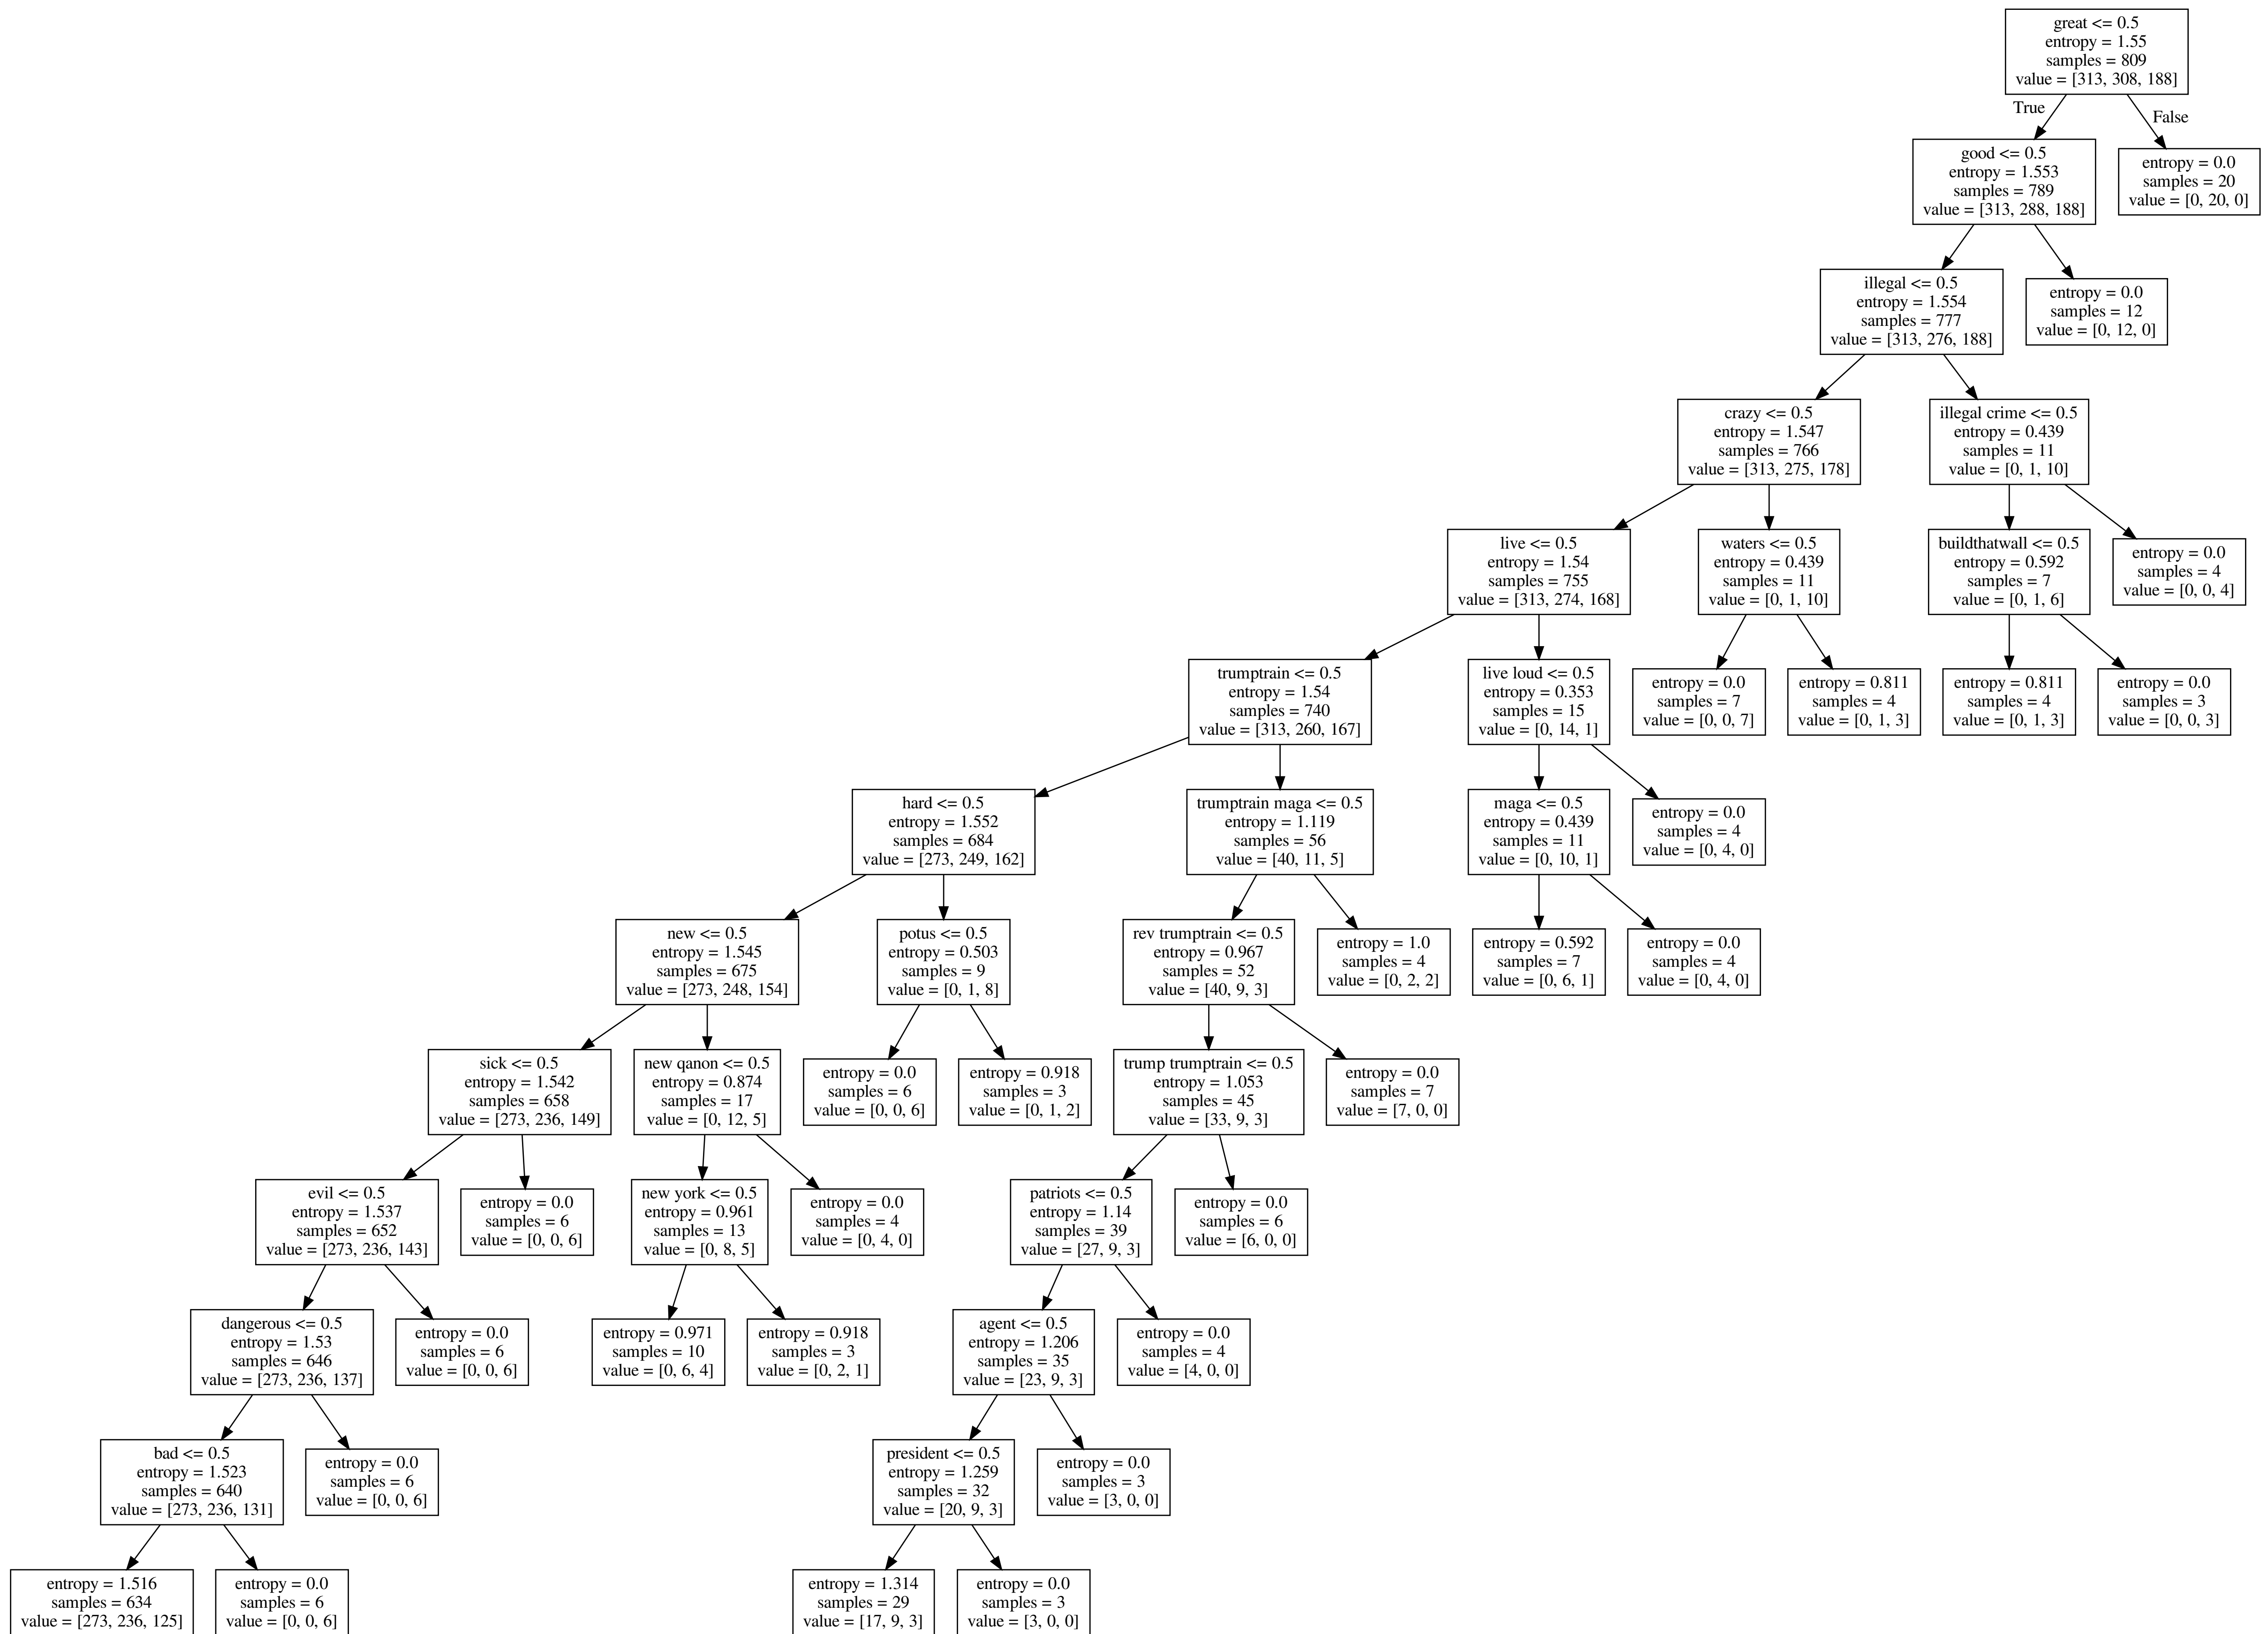 great <= 0.5
entropy = 1.55
samples = 809
value = [313, 308, 188]
True
False
good <= 0.5
entropy = 1.553
samples = 789
value = [313, 288, 188]
entropy = 0.0
samples = 20
value = [0, 20, 0]
illegal <= 0.5
entropy = 1.554
samples = 777
value = [313, 276, 188]
entropy = 0.0
samples = 12
value = [0, 12, 0]
crazy <= 0.5
entropy = 1.547
samples = 766
value = [313, 275, 178]
illegal crime <= 0.5
entropy = 0.439
samples = 11
value = [0, 1, 10]
live <= 0.5
entropy = 1.54
samples = 755
value = [313, 274, 168]
waters <= 0.5
entropy = 0.439
samples = 11
value = [0, 1, 10]
buildthatwall <= 0.5
entropy = 0.592
samples = 7
value = [0, 1, 6]
entropy = 0.0
samples = 4
value = [0, 0, 4]
trumptrain <= 0.5
entropy = 1.54
samples = 740
value = [313, 260, 167]
live loud <= 0.5
entropy = 0.353
samples = 15
value = [0, 14, 1]
entropy = 0.0
samples = 7
value = [0, 0, 7]
entropy = 0.811
samples = 4
value = [0, 1, 3]
entropy = 0.811
samples = 4
value = [0, 1, 3]
entropy = 0.0
samples = 3
value = [0, 0, 3]
hard <= 0.5
entropy = 1.552
samples = 684
value = [273, 249, 162]
trumptrain maga <= 0.5
entropy = 1.119
samples = 56
value = [40, 11, 5]
maga <= 0.5
entropy = 0.439
samples = 11
value = [0, 10, 1]
entropy = 0.0
samples = 4
value = [0, 4, 0]
new <= 0.5
entropy = 1.545
samples = 675
value = [273, 248, 154]
potus <= 0.5
entropy = 0.503
samples = 9
value = [0, 1, 8]
rev trumptrain <= 0.5
entropy = 0.967
samples = 52
value = [40, 9, 3]
entropy = 1.0
samples = 4
value = [0, 2, 2]
entropy = 0.592
samples = 7
value = [0, 6, 1]
entropy = 0.0
samples = 4
value = [0, 4, 0]
sick <= 0.5
entropy = 1.542
samples = 658
value = [273, 236, 149]
new qanon <= 0.5
entropy = 0.874
samples = 17
value = [0, 12, 5]
entropy = 0.0
samples = 6
value = [0, 0, 6]
entropy = 0.918
samples = 3
value = [0, 1, 2]
trump trumptrain <= 0.5
entropy = 1.053
samples = 45
value = [33, 9, 3]
entropy = 0.0
samples = 7
value = [7, 0, 0]
evil <= 0.5
entropy = 1.537
samples = 652
value = [273, 236, 143]
entropy = 0.0
samples = 6
value = [0, 0, 6]
new york <= 0.5
entropy = 0.961
samples = 13
value = [0, 8, 5]
entropy = 0.0
samples = 4
value = [0, 4, 0]
patriots <= 0.5
entropy = 1.14
samples = 39
value = [27, 9, 3]
entropy = 0.0
samples = 6
value = [6, 0, 0]
dangerous <= 0.5
entropy = 1.53
samples = 646
value = [273, 236, 137]
entropy = 0.0
samples = 6
value = [0, 0, 6]
entropy = 0.971
samples = 10
value = [0, 6, 4]
entropy = 0.918
samples = 3
value = [0, 2, 1]
agent <= 0.5
entropy = 1.206
samples = 35
value = [23, 9, 3]
entropy = 0.0
samples = 4
value = [4, 0, 0]
bad <= 0.5
entropy = 1.523
samples = 640
value = [273, 236, 131]
entropy = 0.0
samples = 6
value = [0, 0, 6]
president <= 0.5
entropy = 1.259
samples = 32
value = [20, 9, 3]
entropy = 0.0
samples = 3
value = [3, 0, 0]
entropy = 1.516
samples = 634
value = [273, 236, 125]
entropy = 0.0
samples = 6
value = [0, 0, 6]
entropy = 1.314
samples = 29
value = [17, 9, 3]
entropy = 0.0
samples = 3
value = [3, 0, 0]